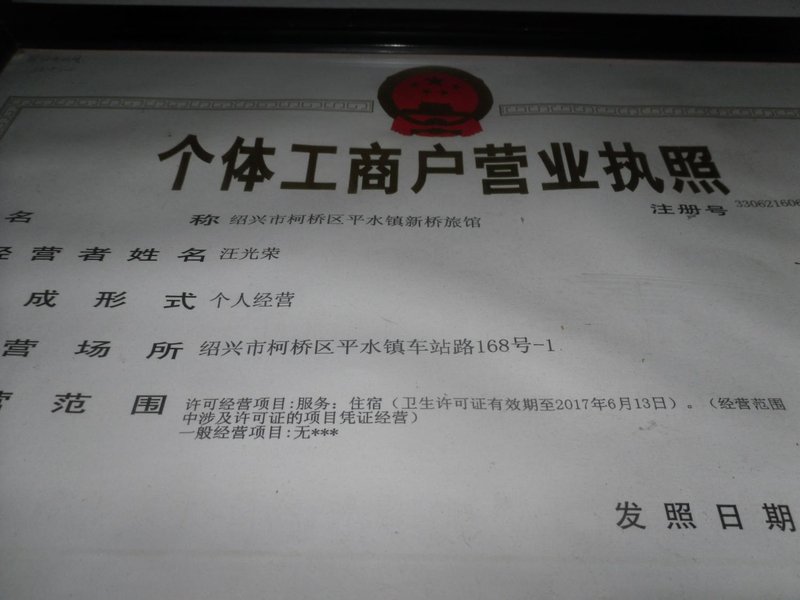 个体工商户营业执照
注册号 330621606
名 称 绍兴市柯桥区平水镇新桥旅馆
经营者姓名 汪光荣
成形式 个人经营
营场所 绍兴市柯桥区平水镇车站路168号-1
营范围 许可经营项目:服务：住宿（卫生许可证有效期至2017年6月13日）。（经营范围
中涉及许可证的项目凭证经营）
一般经营项目:无***
发照日期